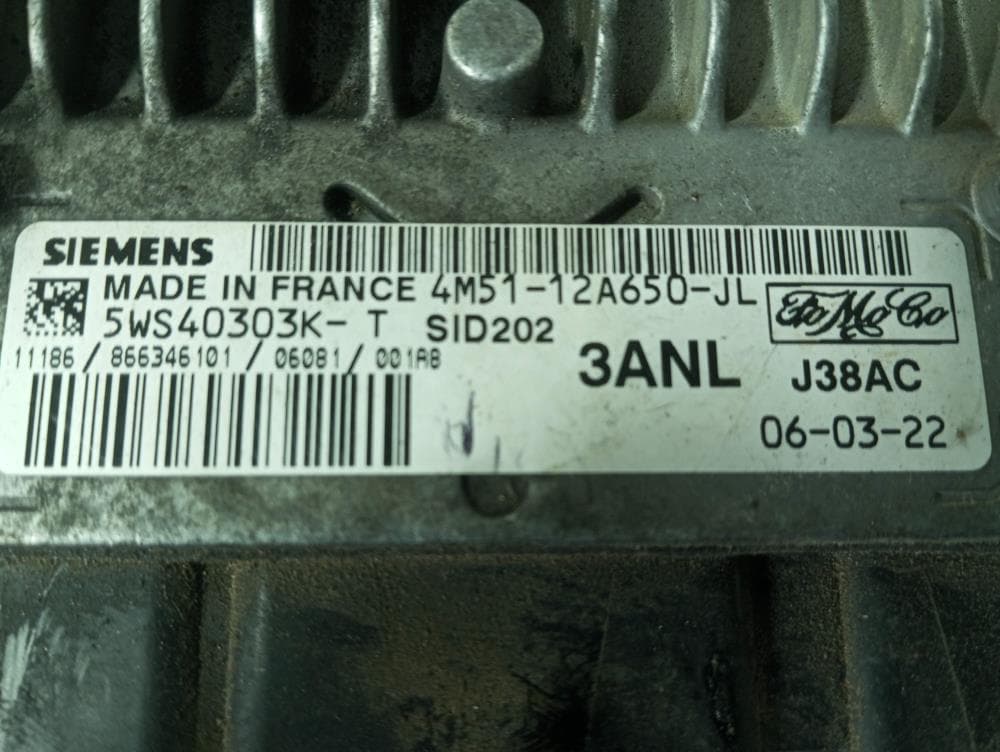 SIEMENS
MADE IN FRANCE 4M51-12A650-JL
5WS40303K- T SID202
FoMoCo
11186 / 866346101 / 06081 / 001AB
3ANL J38AC
06-03-22